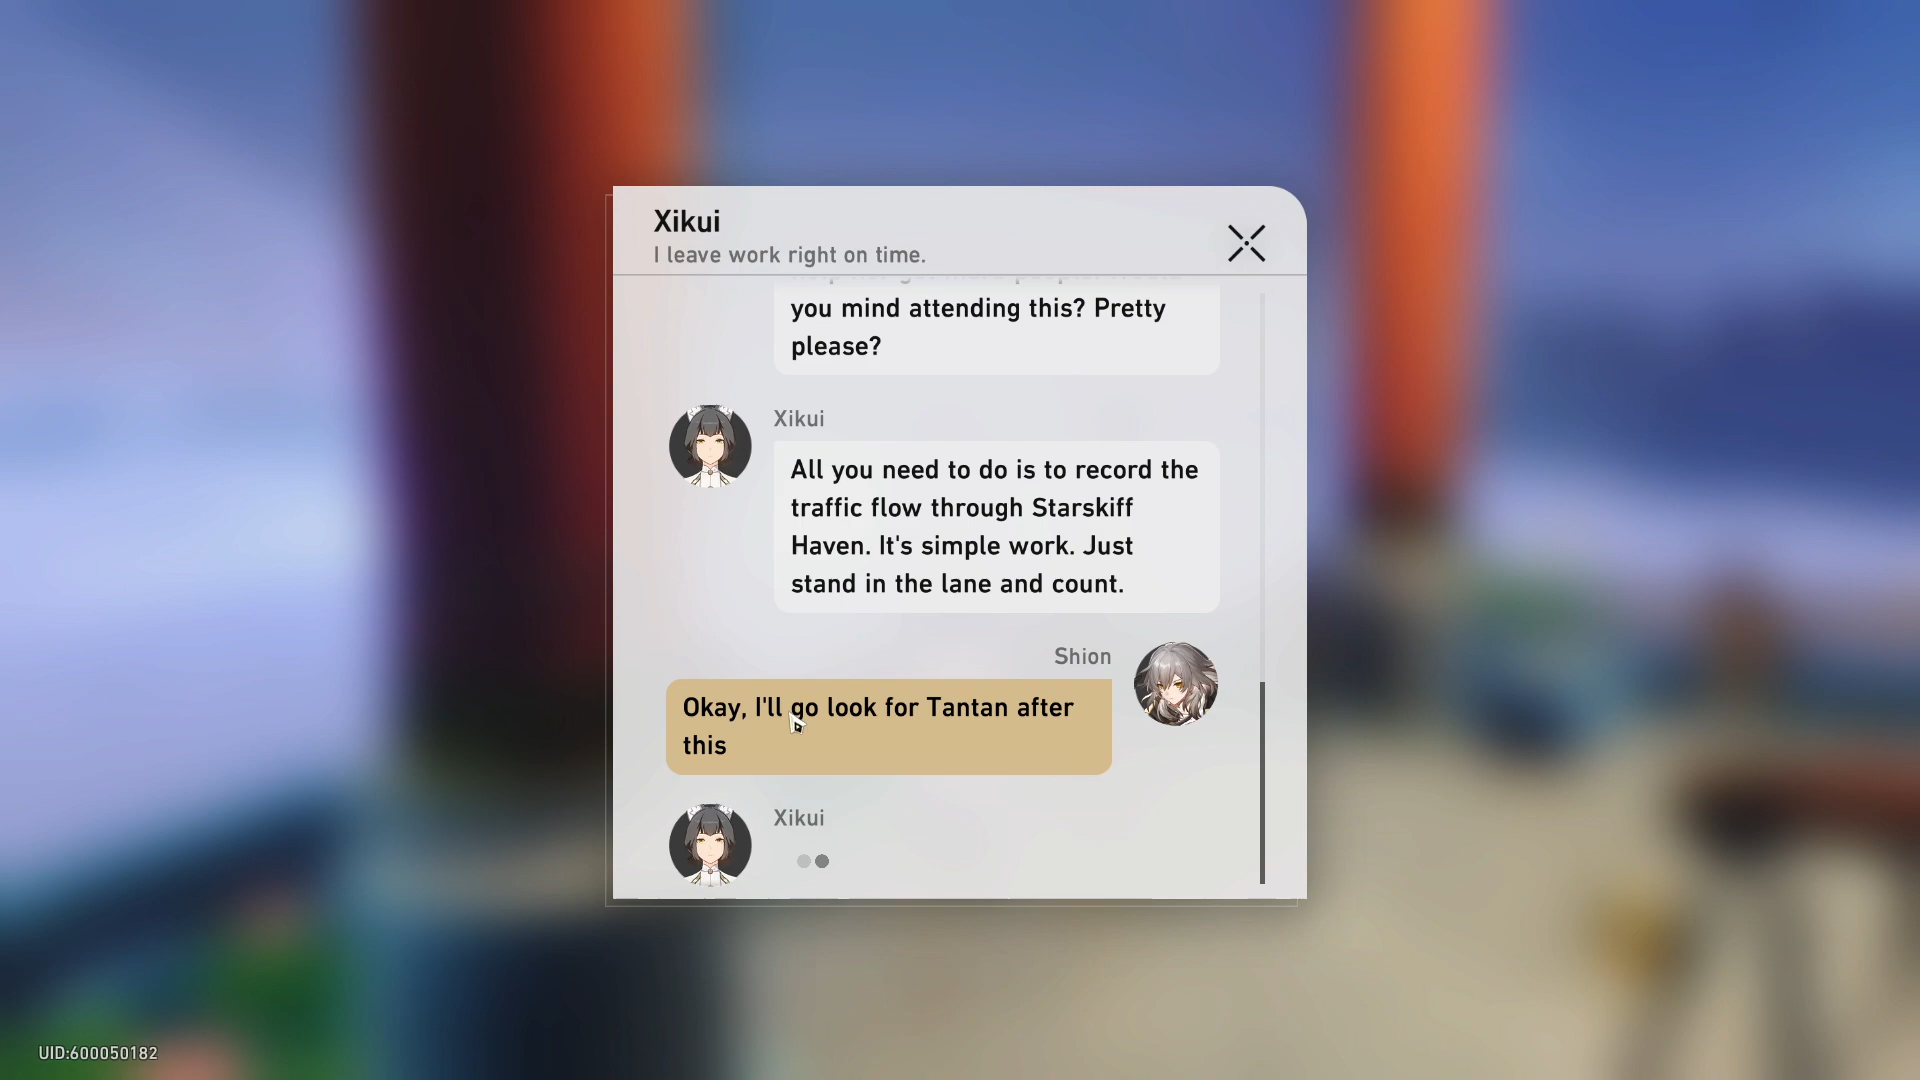 Xikui
I leave work right on time.
you mind attending this? Pretty
please?
Xikui
All you need to do is to record the
traffic flow through Starskiff
Haven. It's simple work. Just
stand in the lane and count.
Shion
Okay, I'll go look for Tantan after
this
Xikui
UID:600050182